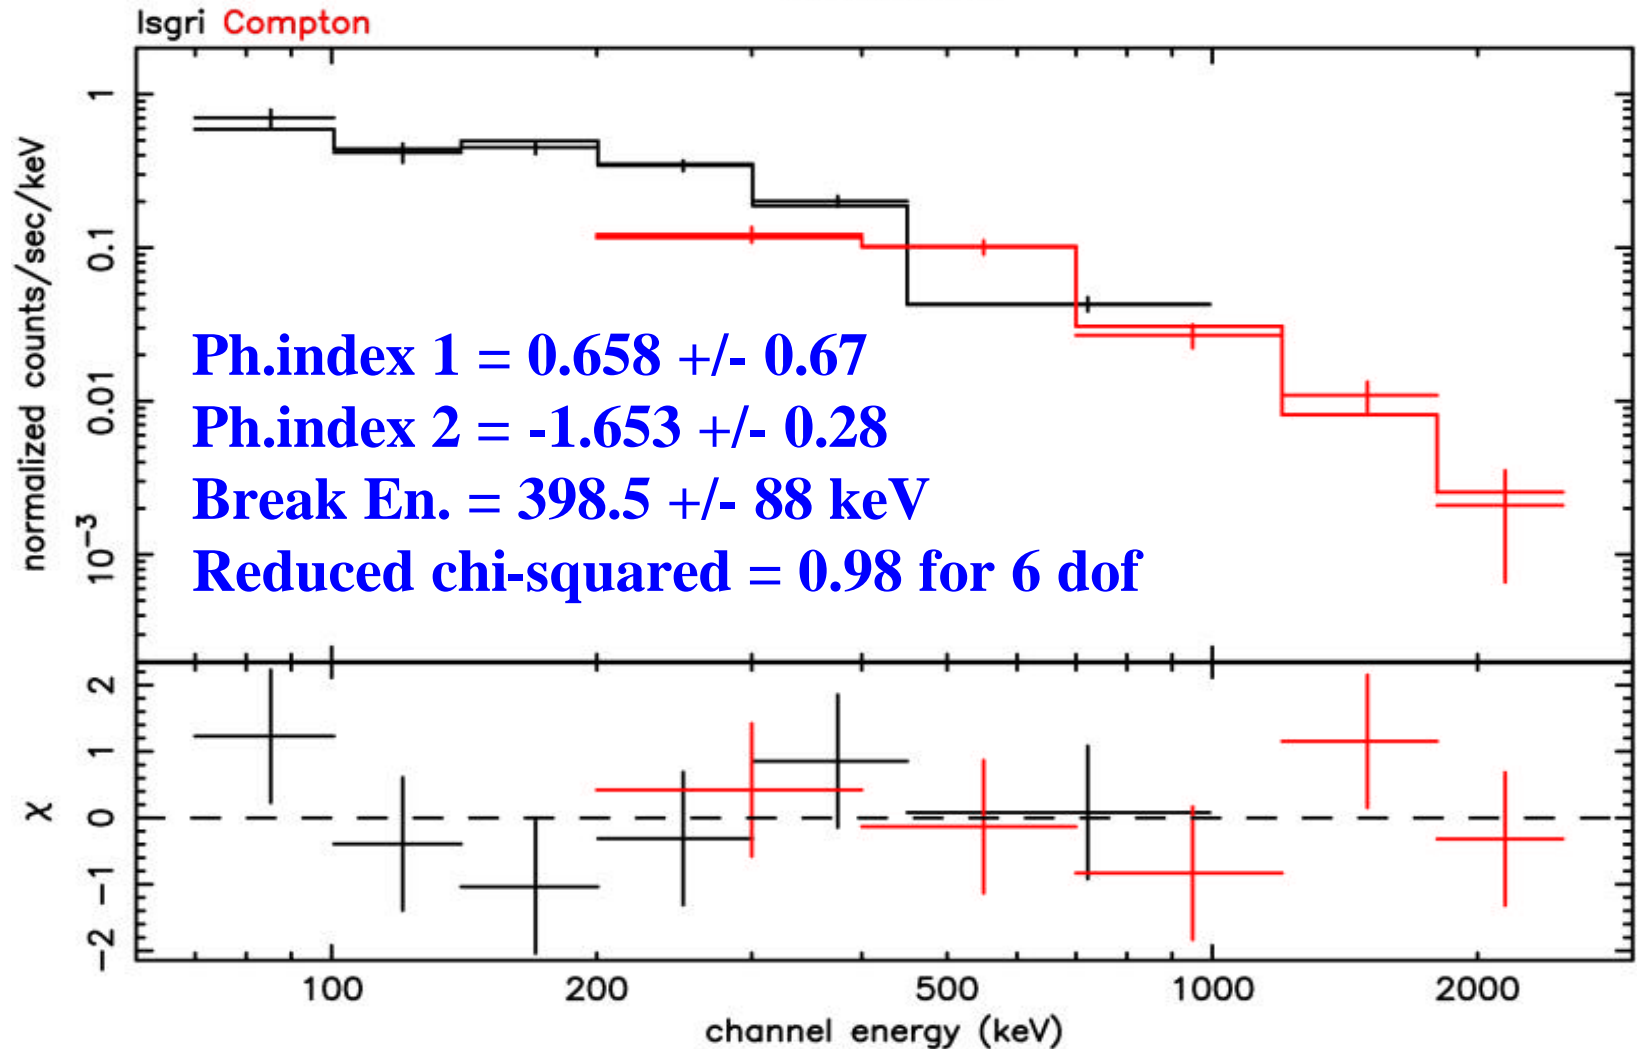 Isgri Compton
normalized counts/sec/keV
1
0.1
0.01
10⁻³
Ph.index 1 = 0.658 +/- 0.67
Ph.index 2 = -1.653 +/- 0.28
Break En. = 398.5 +/- 88 keV
Reduced chi-squared = 0.98 for 6 dof
χ
2
1
0
−1
−2
100 200 500 1000 2000
channel energy (keV)